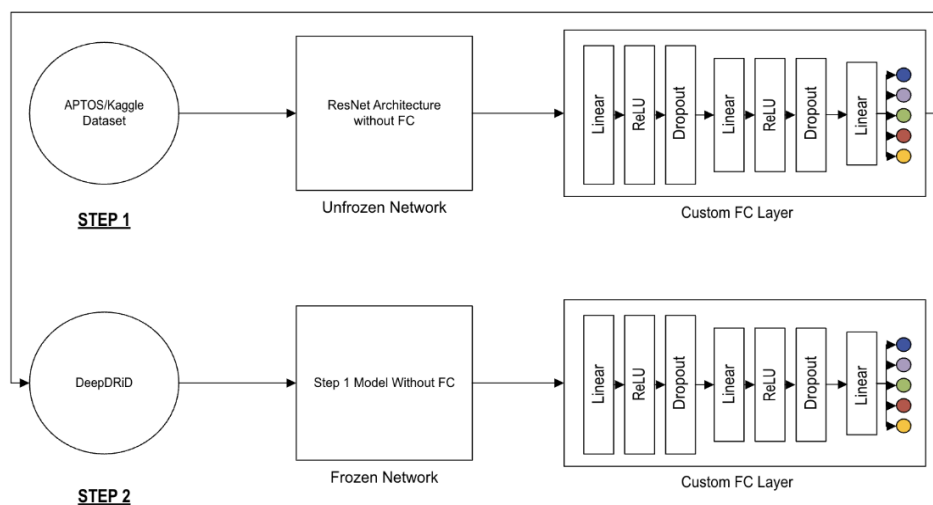 APTOS/Kaggle
Dataset
STEP 1
ResNet Architecture
without FC
Unfrozen Network
Linear
ReLU
Dropout
Linear
ReLU
Dropout
Linear
Custom FC Layer
DeepDRiD
STEP 2
Step 1 Model Without FC
Frozen Network
Linear
ReLU
Dropout
Linear
ReLU
Dropout
Linear
Custom FC Layer